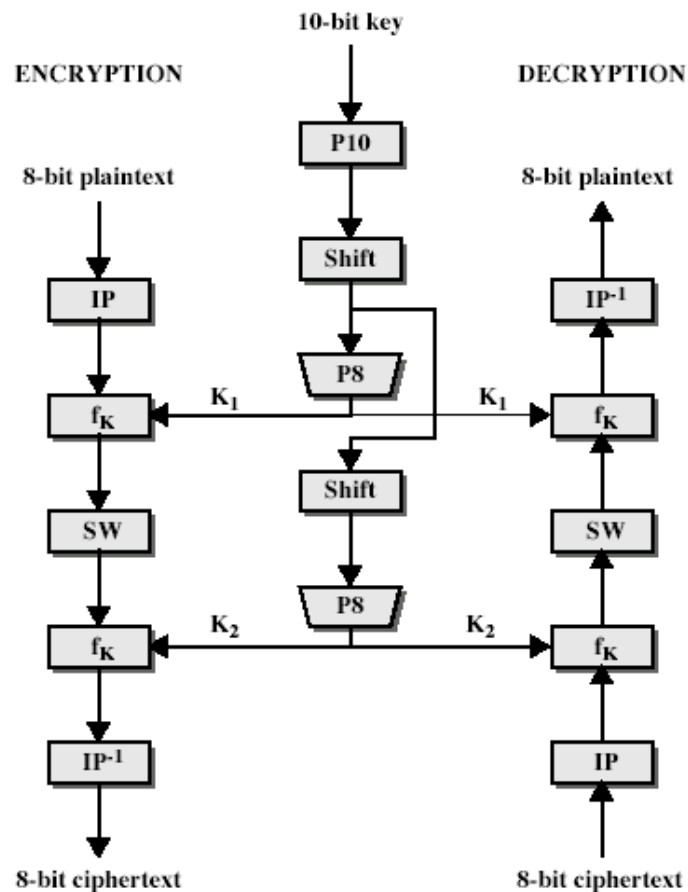 10-bit key
ENCRYPTION
DECRYPTION
P10
8-bit plaintext
8-bit plaintext
Shift
IP
IP-1
P8
K1
K1
fK
fK
Shift
SW
SW
P8
K2
K2
fK
fK
IP-1
IP
8-bit ciphertext
8-bit ciphertext